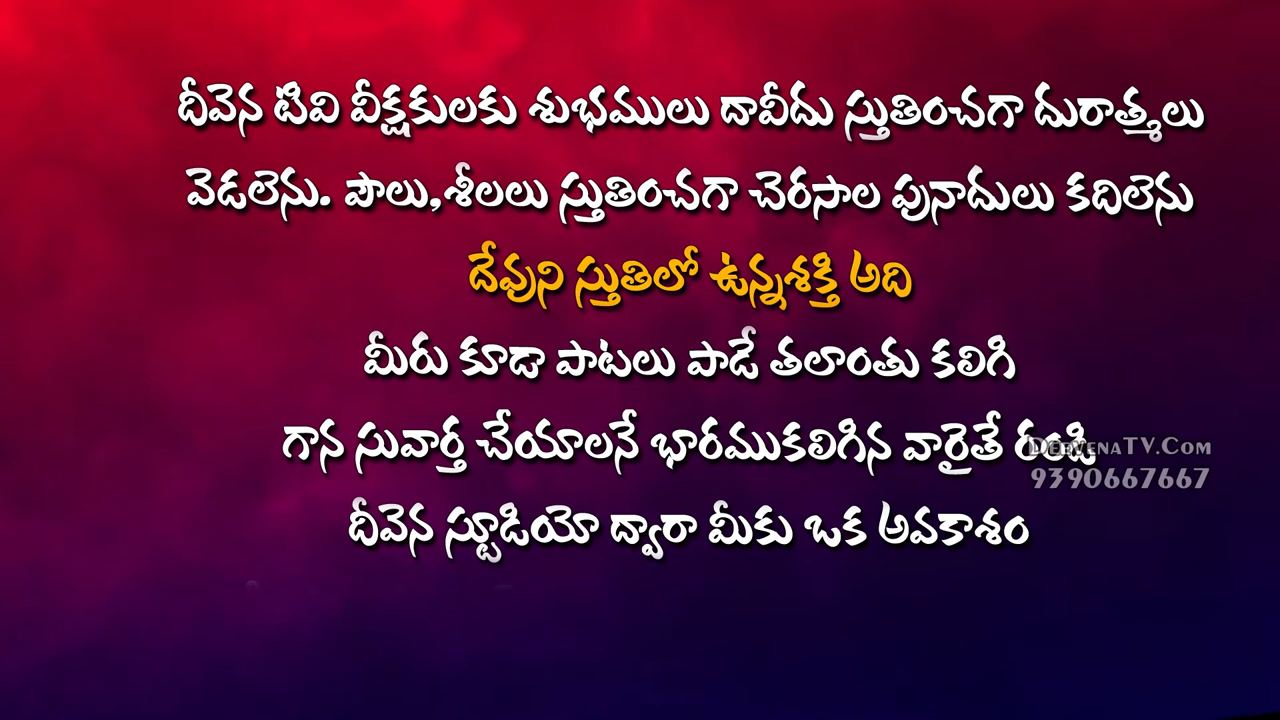 దీవెన టివి వీక్షకులకు శుభములు దావీదు స్తుతించగా దురాత్మలు
వెడలెను. పౌలు,శీలలు స్తుతించగా చెరసాల పునాదులు కదిలెను
దేవుని స్తుతిలో ఉన్నశక్తి అది
మీరు కూడా పాటలు పాడే తలాంతు కలిగి
గాన సువార్త చేయాలనే భారముకలిగిన వారైతే రండి
DeevenaTV.Com
9390667667
దీవెన స్టూడియో ద్వారా మీకు ఒక అవకాశం